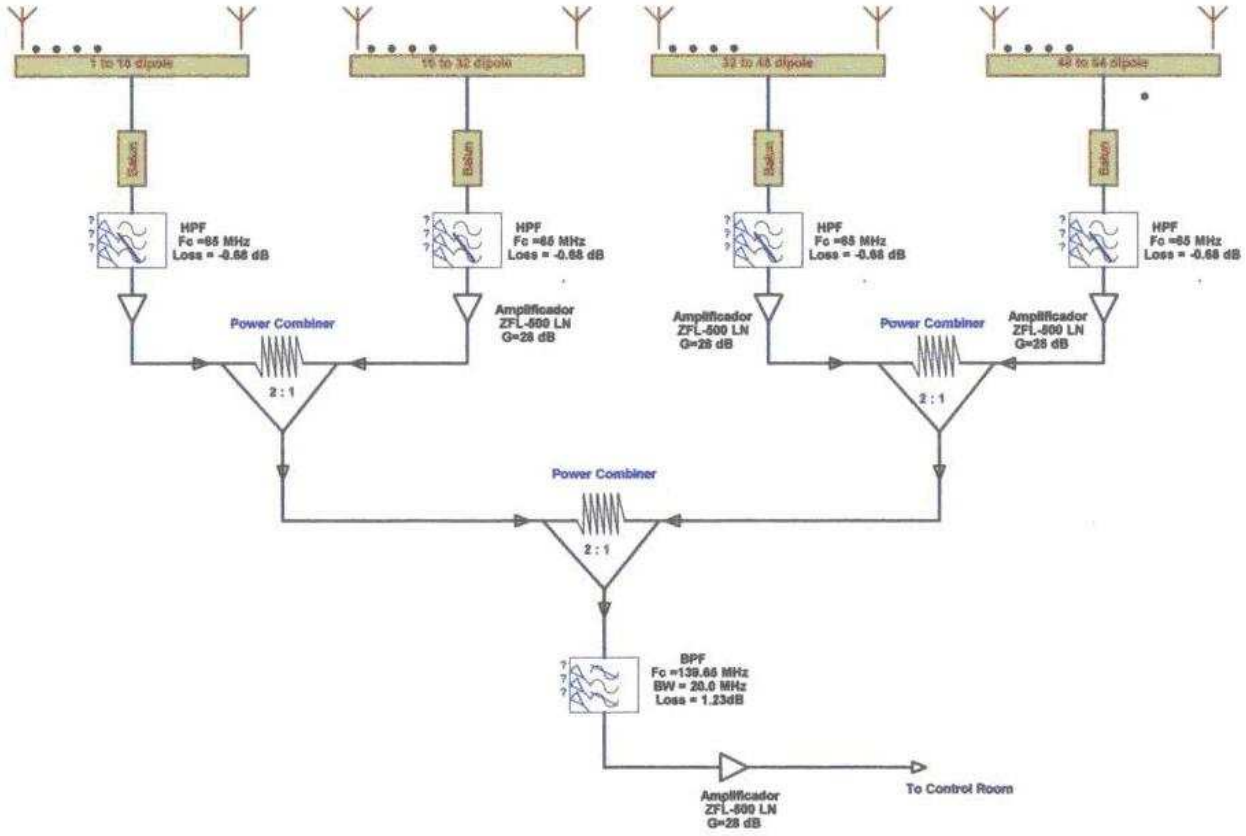 1 to 16 dipole
16 to 32 dipole
32 to 48 dipole
48 to 64 dipole
Balun
Balun
Balun
Balun
?
?
?
HPF
Fc =65 MHz
Loss = -0.68 dB
?
?
?
HPF
Fc =65 MHz
Loss = -0.68 dB
?
?
?
HPF
Fc =65 MHz
Loss = -0.68 dB
?
?
?
HPF
Fc =65 MHz
Loss = -0.68 dB
Power Combiner
2 : 1
Amplificador
ZFL-500 LN
G=28 dB
Amplificador
ZFL-500 LN
G=28 dB
Power Combiner
2 : 1
Amplificador
ZFL-500 LN
G=28 dB
Power Combiner
2 : 1
?
?
?
BPF
Fc =139.65 MHz
BW = 20.0 MHz
Loss = 1.23dB
Amplificador
ZFL-500 LN
G=28 dB
To Control Room